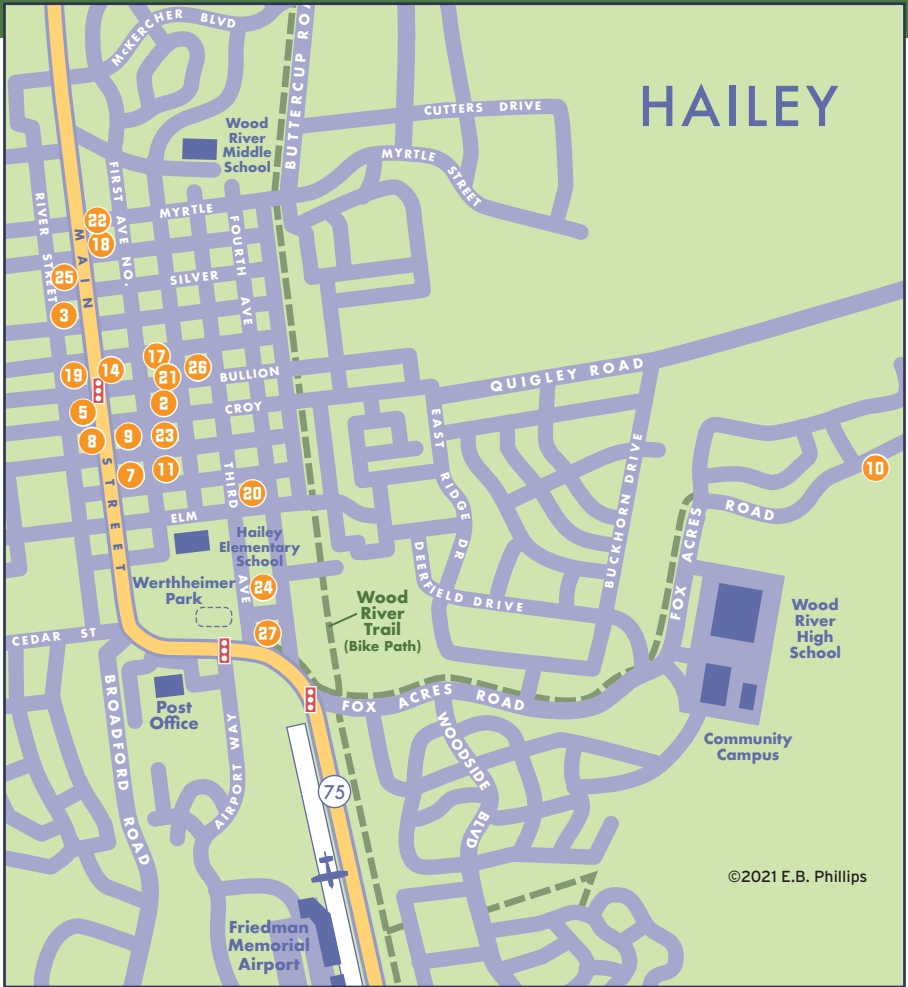 McKERCHER BLVD
BUTTERCUP ROA
HAILEY
CUTTERS DRIVE
Wood
River
Middle
School
MYRTLE
STREET
FIRST AVE NO.
RIVER STREET
MYRTLE
FOURTH AVE
22
18
MAIN
25
SILVER
3
17
26
14
19
21
BULLION
QUIGLEY ROAD
2
5
CROY
EAST RIDGE DR
9
23
8
BUCKHORN DRIVE
STREET
7
11
THIRD
10
20
ELM
FOX ACRES
ROAD
Hailey
Elementary
School
DEERFIELD DRIVE
Werthheimer
Park
AVE
24
Wood
River
Trail
(Bike Path)
Wood
River
High
School
27
CEDAR ST
BROADFORD ROAD
Post
Office
FOX ACRES ROAD
AIRPORT WAY
WOODSIDE BLVD
Community
Campus
75
©2021 E.B. Phillips
Friedman
Memorial
Airport